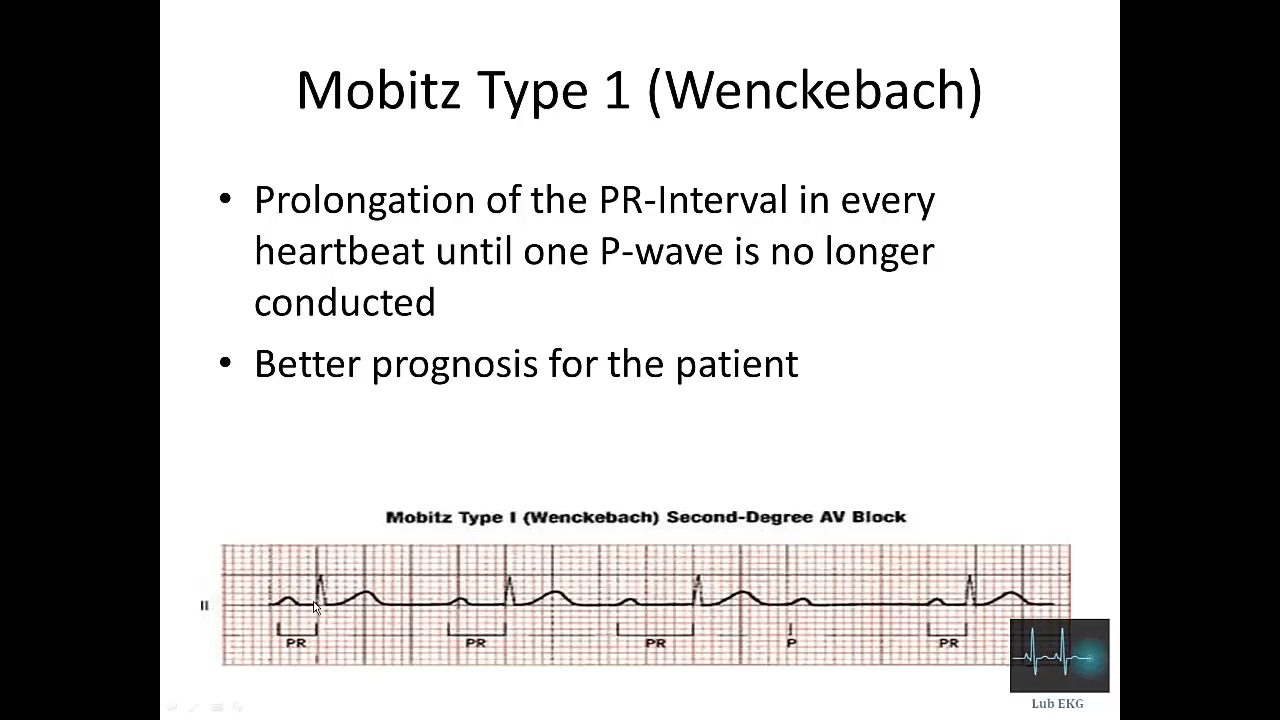 Mobitz Type 1 (Wenckebach)
• Prolongation of the PR-Interval in every
heartbeat until one P-wave is no longer
conducted
• Better prognosis for the patient
Mobitz Type I (Wenckebach) Second-Degree AV Block
II
PR PR PR P PR
Lub EKG